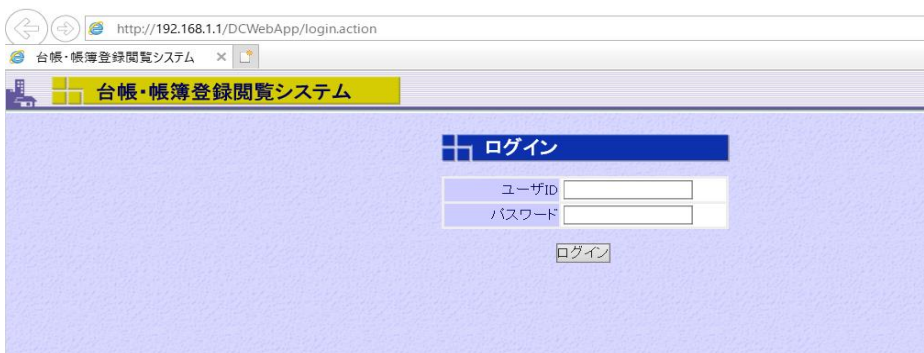 http://192.168.1.1/DCWebApp/login.action
台帳・帳簿登録閲覧システム
台帳・帳簿登録閲覧システム
ログイン
ユーザID
パスワード
ログイン